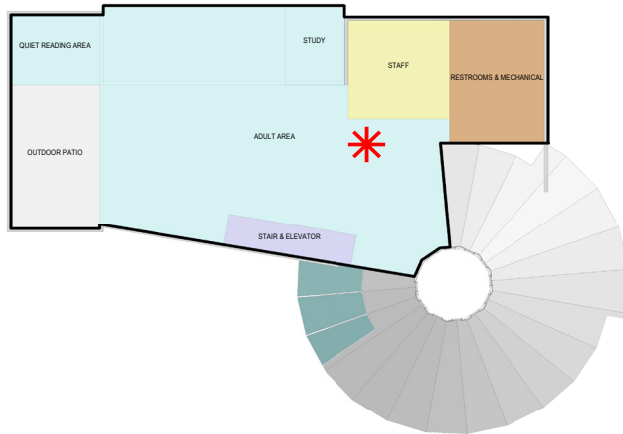 STUDY
QUIET READING AREA
STAFF
RESTROOMS & MECHANICAL
ADULT AREA
OUTDOOR PATIO
STAIR & ELEVATOR